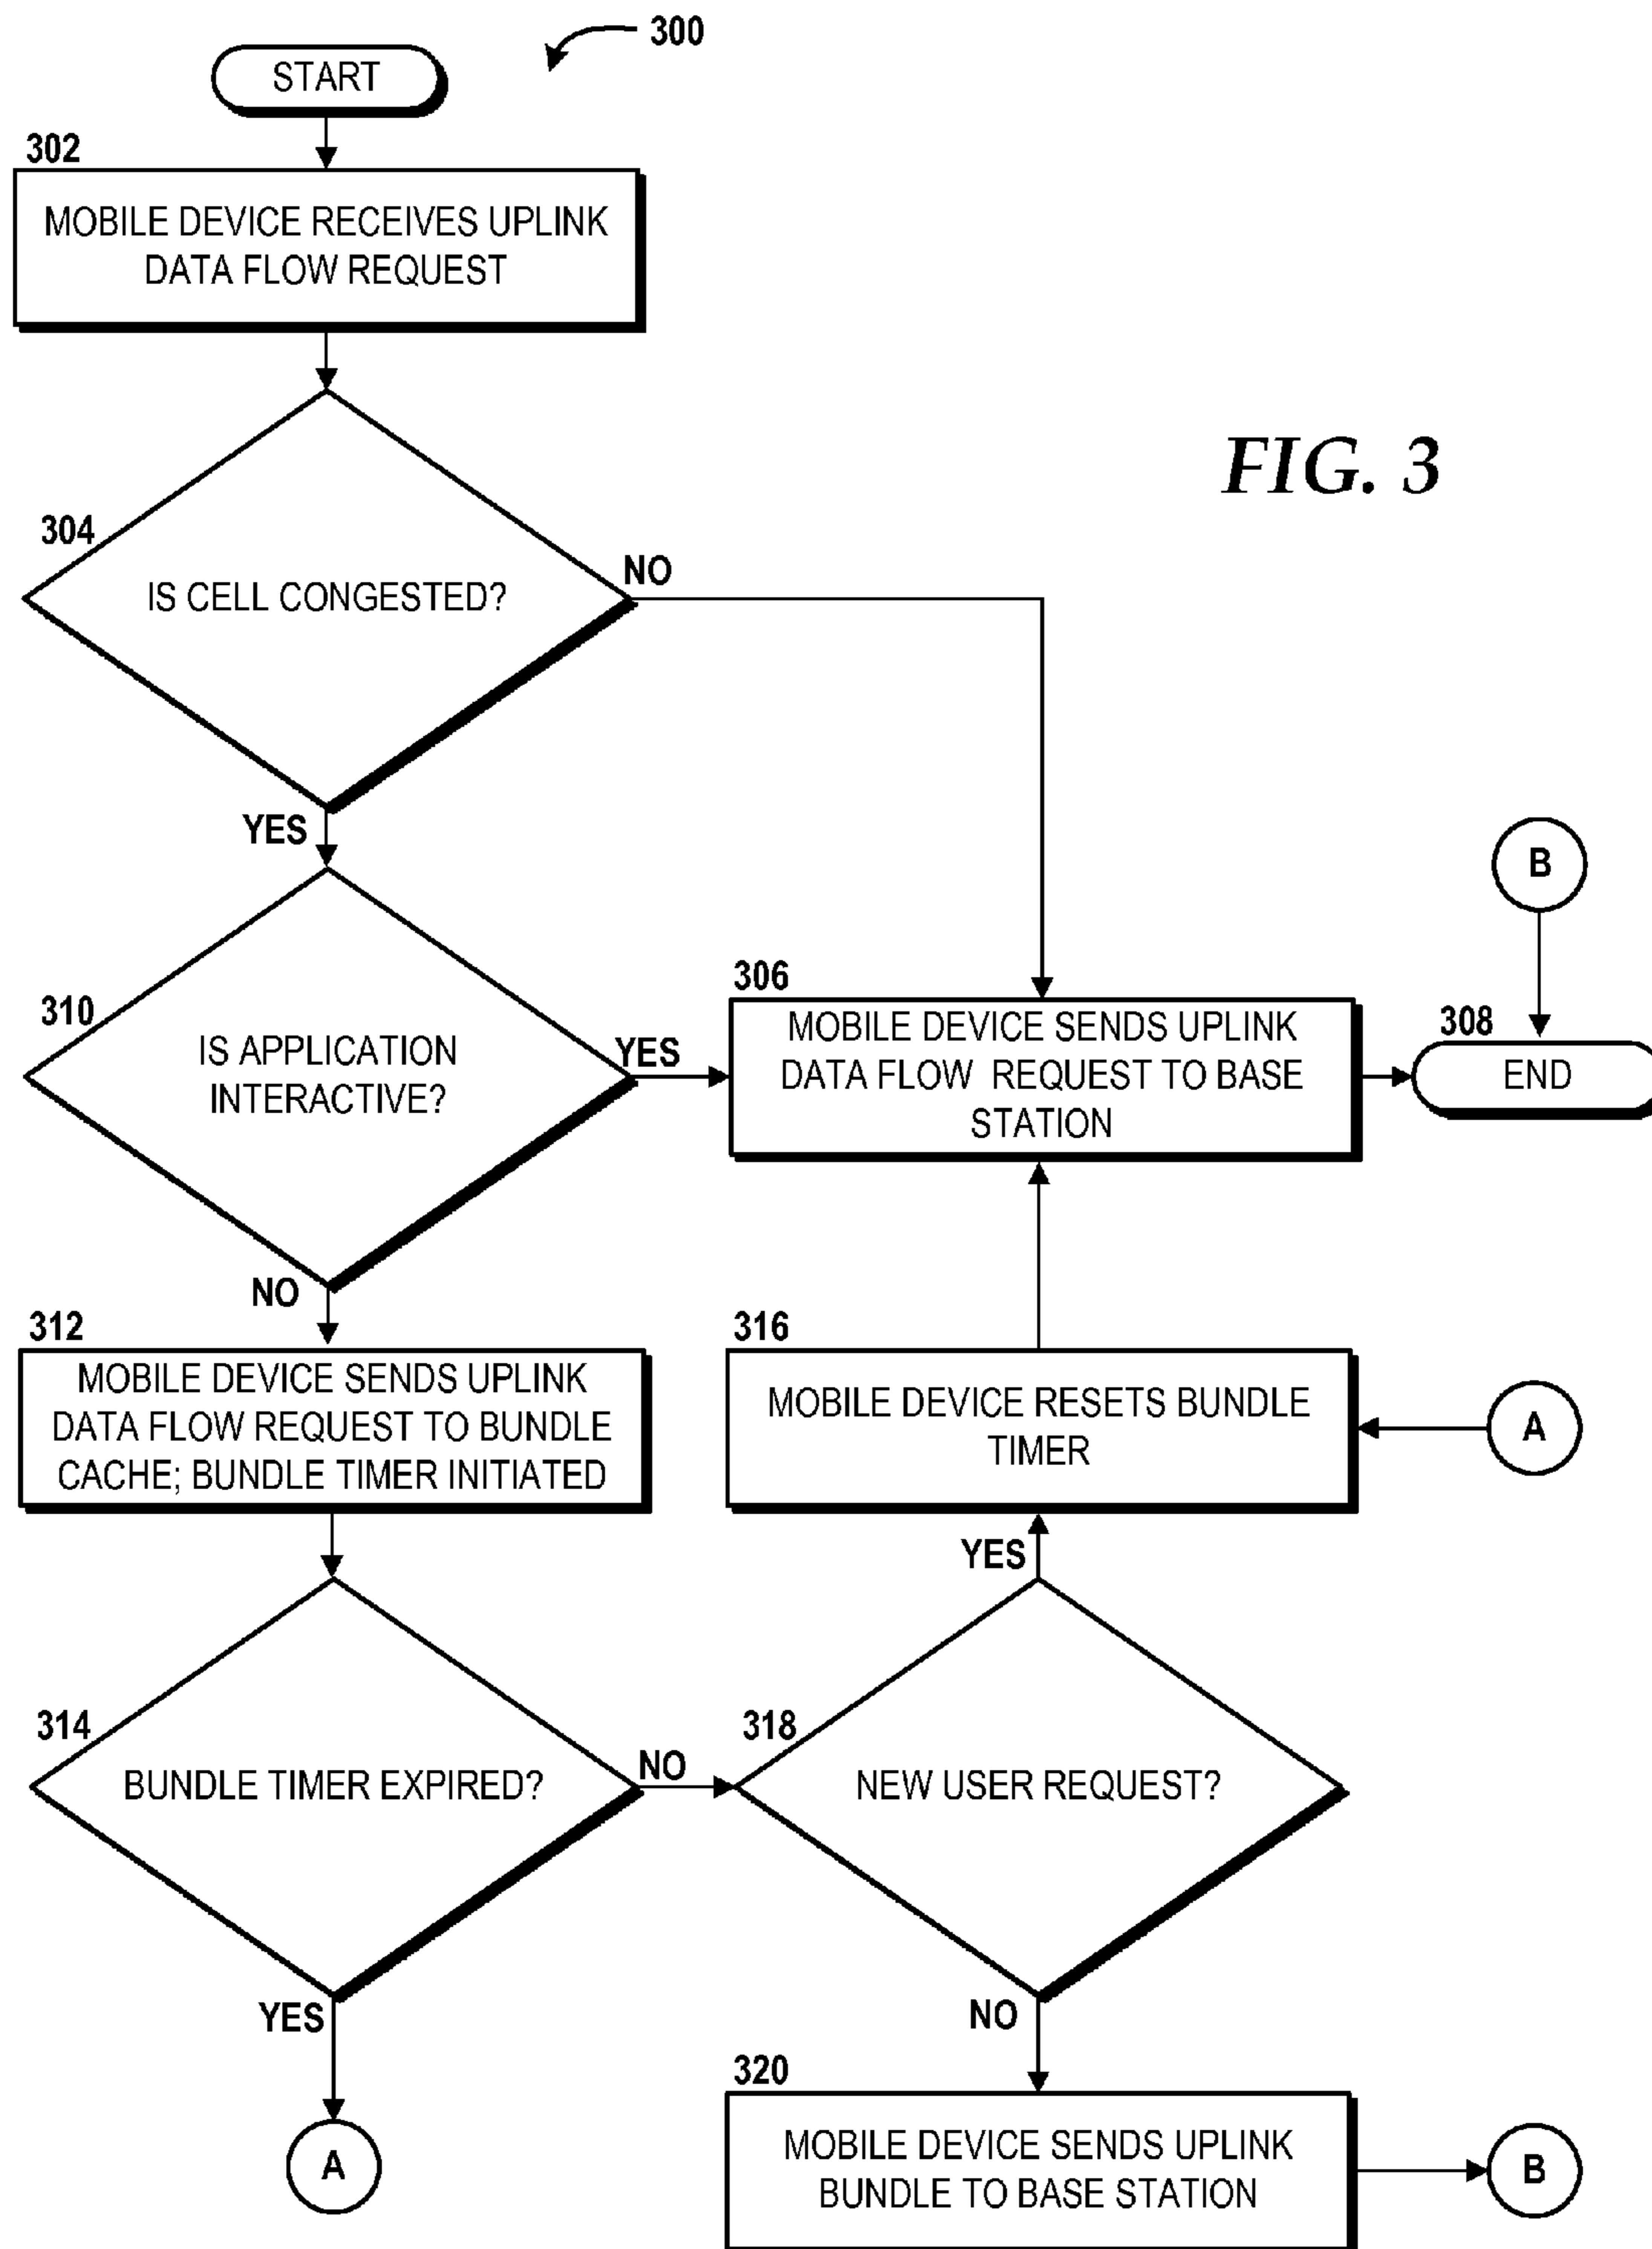 300
START
302
MOBILE DEVICE RECEIVES UPLINK
DATA FLOW REQUEST
FIG. 3
304
IS CELL CONGESTED?
NO
YES
B
310
IS APPLICATION
INTERACTIVE?
YES
NO
306
MOBILE DEVICE SENDS UPLINK
DATA FLOW REQUEST TO BASE
STATION
308
END
312
MOBILE DEVICE SENDS UPLINK
DATA FLOW REQUEST TO BUNDLE
CACHE; BUNDLE TIMER INITIATED
316
MOBILE DEVICE RESETS BUNDLE
TIMER
A
YES
314
BUNDLE TIMER EXPIRED?
NO
318
NEW USER REQUEST?
YES
NO
A
320
MOBILE DEVICE SENDS UPLINK
BUNDLE TO BASE STATION
B